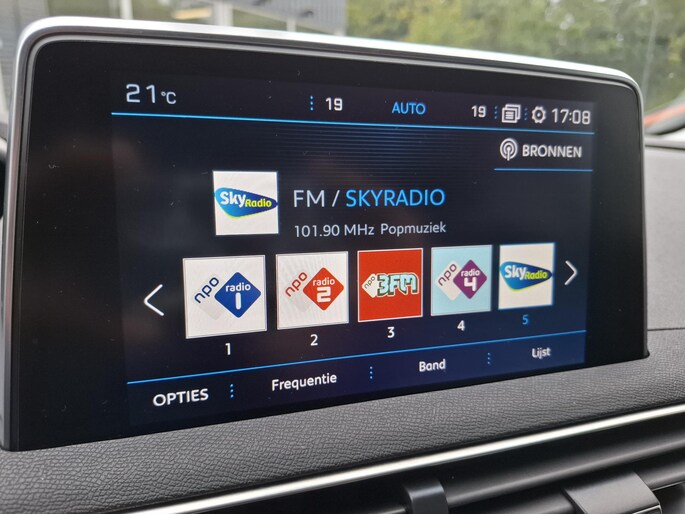 21°C
19
AUTO
19
17:08
BRONNEN
Sky Radio
FM / SKYRADIO
101.90 MHz Popmuziek
npo radio 1
npo radio 2
npo 3FM
npo radio 4
Sky Radio
1
2
3
4
5
OPTIES
Frequentie
Band
Lijst